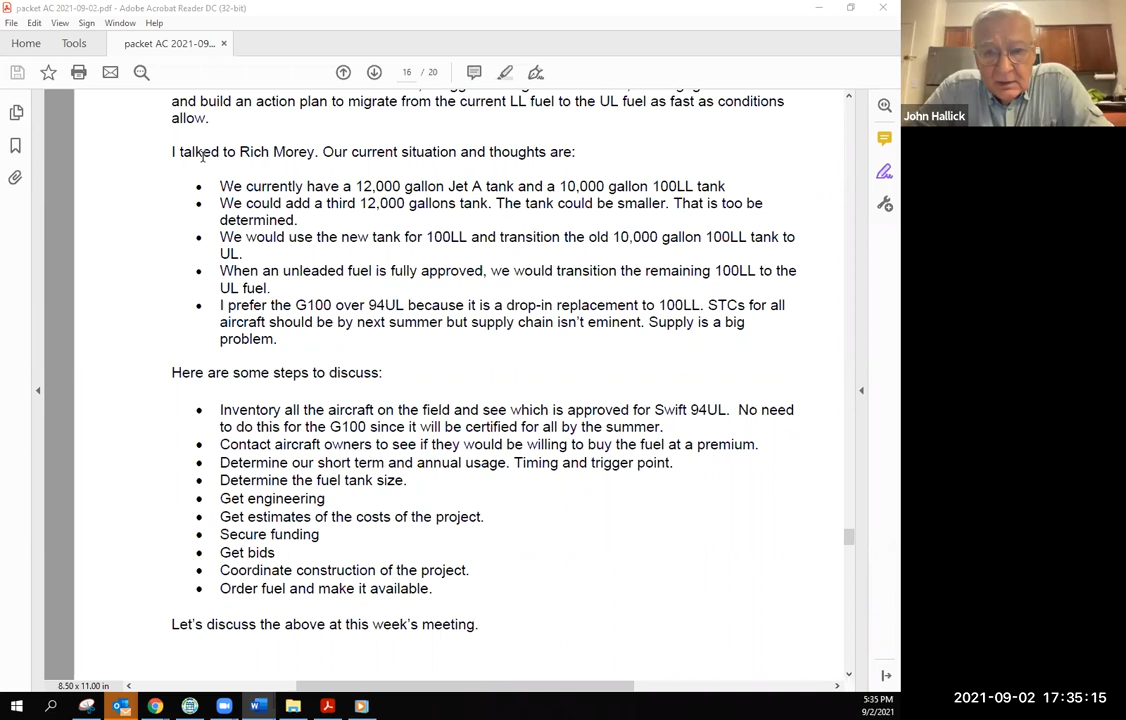 packet AC 2021-09-02.pdf - Adobe Acrobat Reader DC (32-bit)
File Edit View Sign Window Help
Home Tools packet AC 2021-09... ×
16 / 20
and build an action plan to migrate from the current LL fuel to the UL fuel as fast as conditions
allow.
I talked to Rich Morey. Our current situation and thoughts are:
• We currently have a 12,000 gallon Jet A tank and a 10,000 gallon 100LL tank
• We could add a third 12,000 gallons tank. The tank could be smaller. That is too be
determined.
• We would use the new tank for 100LL and transition the old 10,000 gallon 100LL tank to
UL.
• When an unleaded fuel is fully approved, we would transition the remaining 100LL to the
UL fuel.
• I prefer the G100 over 94UL because it is a drop-in replacement to 100LL. STCs for all
aircraft should be by next summer but supply chain isn't eminent. Supply is a big
problem.
Here are some steps to discuss:
• Inventory all the aircraft on the field and see which is approved for Swift 94UL. No need
to do this for the G100 since it will be certified for all by the summer.
• Contact aircraft owners to see if they would be willing to buy the fuel at a premium.
• Determine our short term and annual usage. Timing and trigger point.
• Determine the fuel tank size.
• Get engineering
• Get estimates of the costs of the project.
• Secure funding
• Get bids
• Coordinate construction of the project.
• Order fuel and make it available.
Let's discuss the above at this week's meeting.
8.50 x 11.00 in
John Hallick
5:35 PM
9/2/2021
2021-09-02 17:35:15